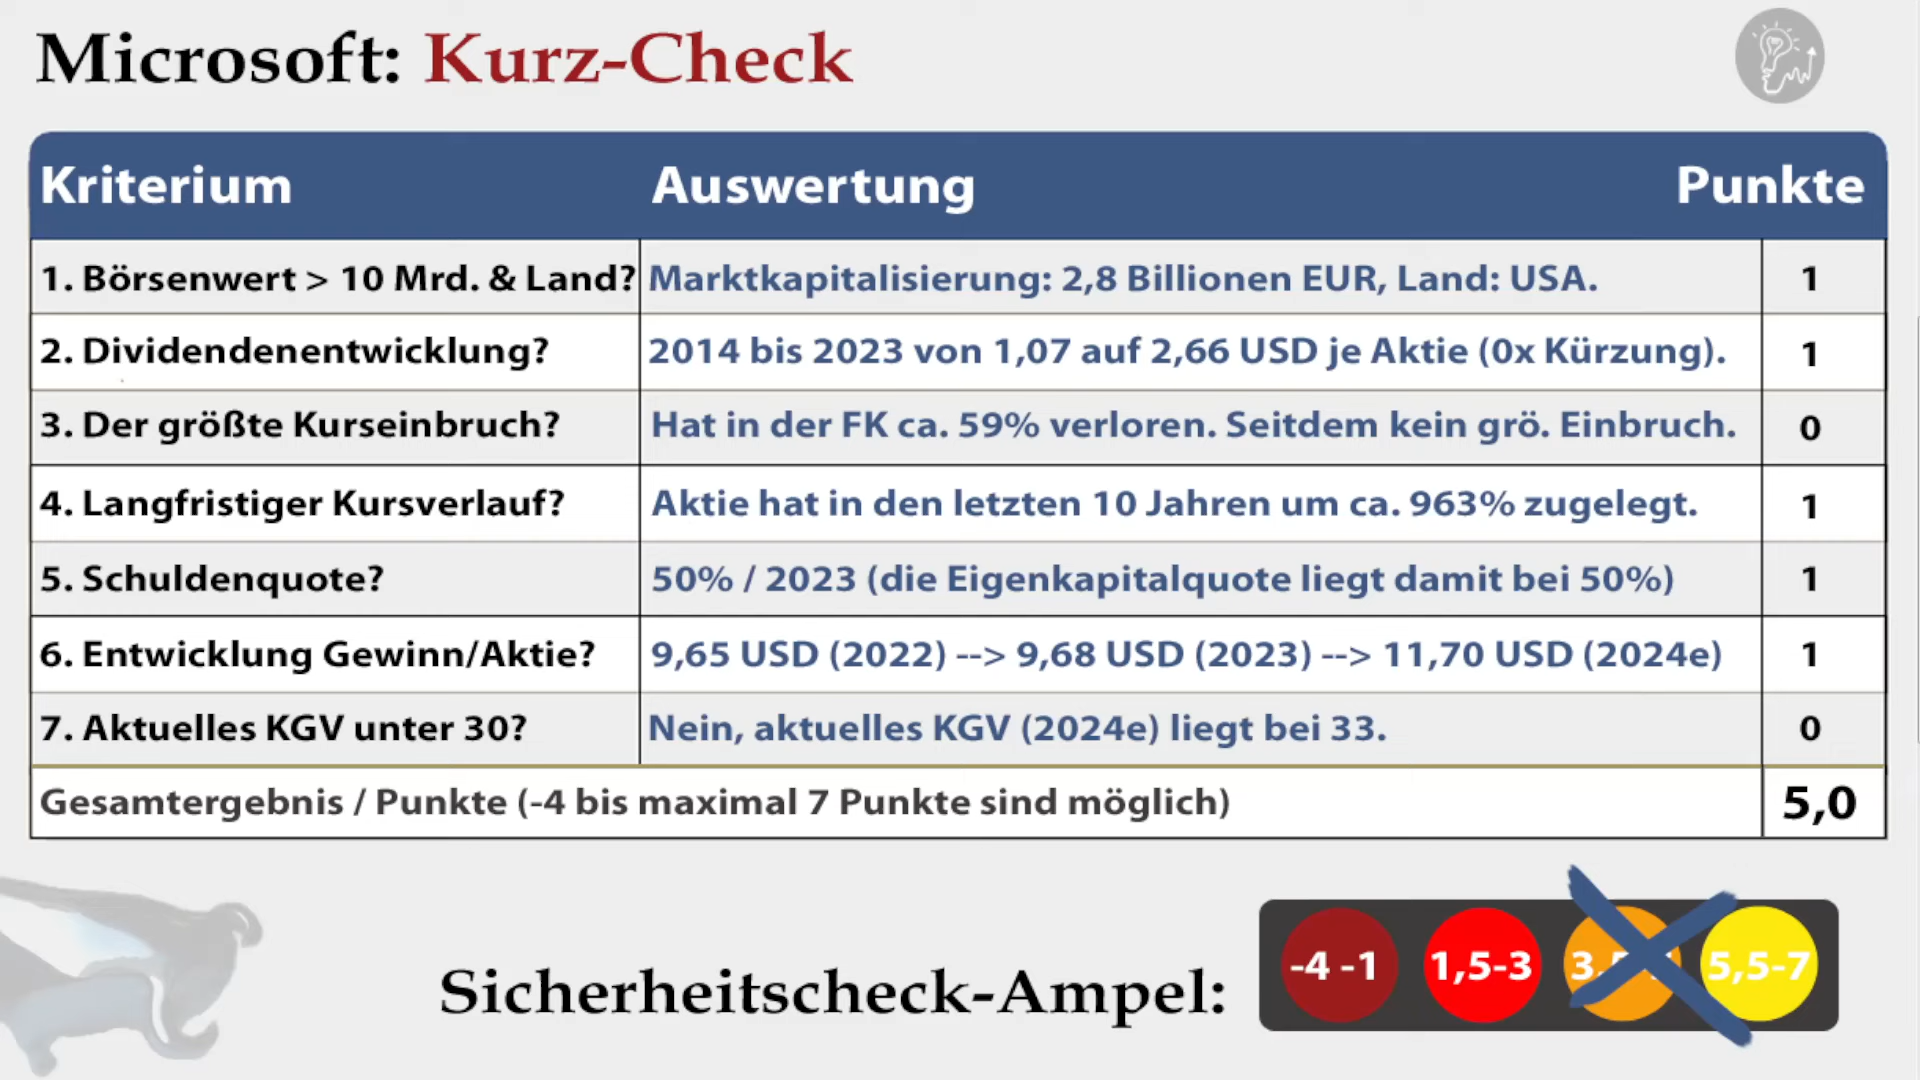 Microsoft: Kurz-Check
Kriterium Auswertung Punkte
1. Börsenwert > 10 Mrd. & Land? Marktkapitalisierung: 2,8 Billionen EUR, Land: USA. 1
2. Dividendenentwicklung? 2014 bis 2023 von 1,07 auf 2,66 USD je Aktie (0x Kürzung). 1
3. Der größte Kurseinbruch? Hat in der FK ca. 59% verloren. Seitdem kein grö. Einbruch. 0
4. Langfristiger Kursverlauf? Aktie hat in den letzten 10 Jahren um ca. 963% zugelegt. 1
5. Schuldenquote? 50% / 2023 (die Eigenkapitalquote liegt damit bei 50%) 1
6. Entwicklung Gewinn/Aktie? 9,65 USD (2022) --> 9,68 USD (2023) --> 11,70 USD (2024e) 1
7. Aktuelles KGV unter 30? Nein, aktuelles KGV (2024e) liegt bei 33. 0
Gesamtergebnis / Punkte (-4 bis maximal 7 Punkte sind möglich) 5,0
Sicherheitscheck-Ampel: -4 -1 1,5-3 5,5-7